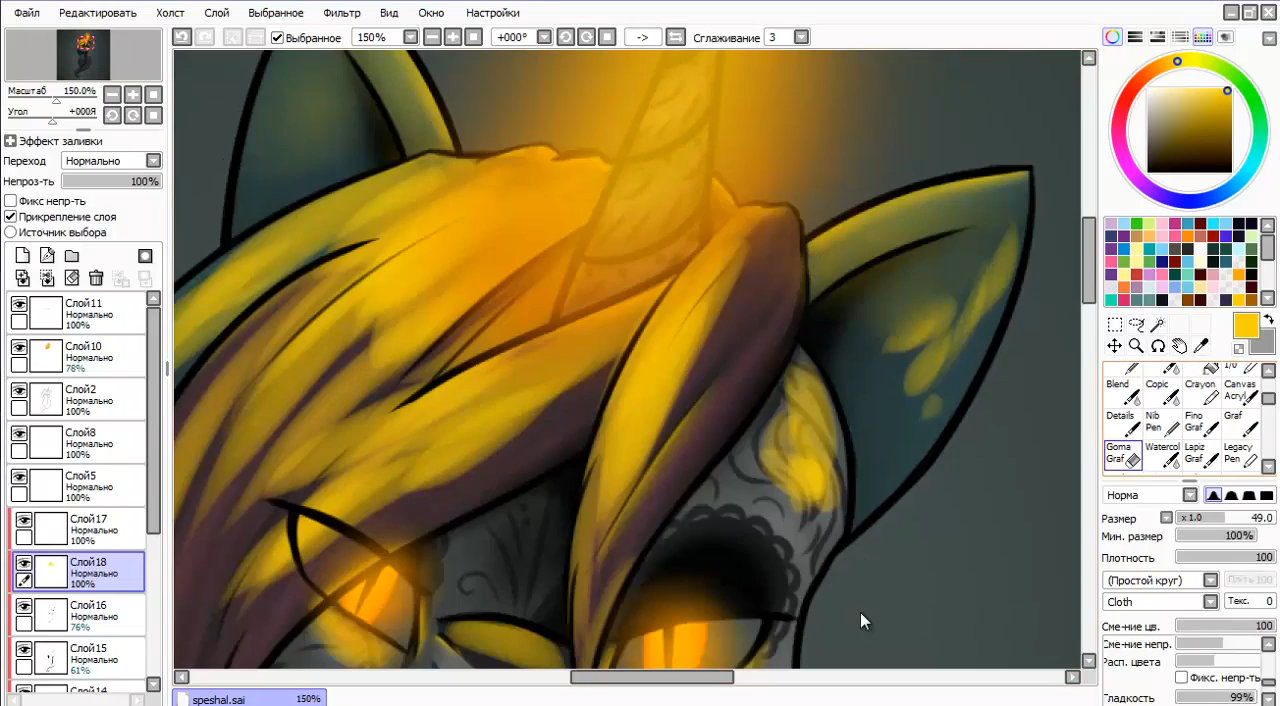 Файл Редактировать Холст Слой Выбранное Фильтр Вид Окно Настройки
Выбранное 150% +000° -> Сглаживание 3
Масштаб 150.0%
Угол +000Я
Эффект заливки
Переход Нормально
Непроз-ть 100%
Фикс непр-ть
Прикрепление слоя
Источник выбора
Слой11
Нормально
100%
Слой10
Нормально
78%
Слой2
Нормально
100%
Слой8
Нормально
100%
Слой5
Нормально
100%
Слой17
Нормально
100%
Слой18
Нормально
100%
Слой16
Нормально
76%
Слой15
Нормально
61%
Blend Copic Crayon Canvas Acryl
Details Nib Pen Fino Graf Graf
Goma Graf Watercol Lapiz Graf Legacy Pen
Норма
Размер x 1.0 49.0
Мин. размер 100%
Плотность 100
(Простой круг)
Cloth Текс. 0
Сме-ние цв. 100
Сме-ние непр.
Расп. цвета
Фикс. непр-ть
Гладкость 99%
speshal.sai 150%